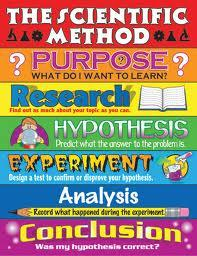 THE SCIENTIFIC
METHOD
? PURPOSE ?
WHAT DO I WANT TO LEARN?
Research
Find out as much about your topic as you can.
HYPOTHESIS
Predict what the answer to the problem is.
EXPERIMENT
Design a test to confirm or disprove your hypothesis.
Analysis
Record what happened during the experiment.
Conclusion
Was my hypothesis correct?